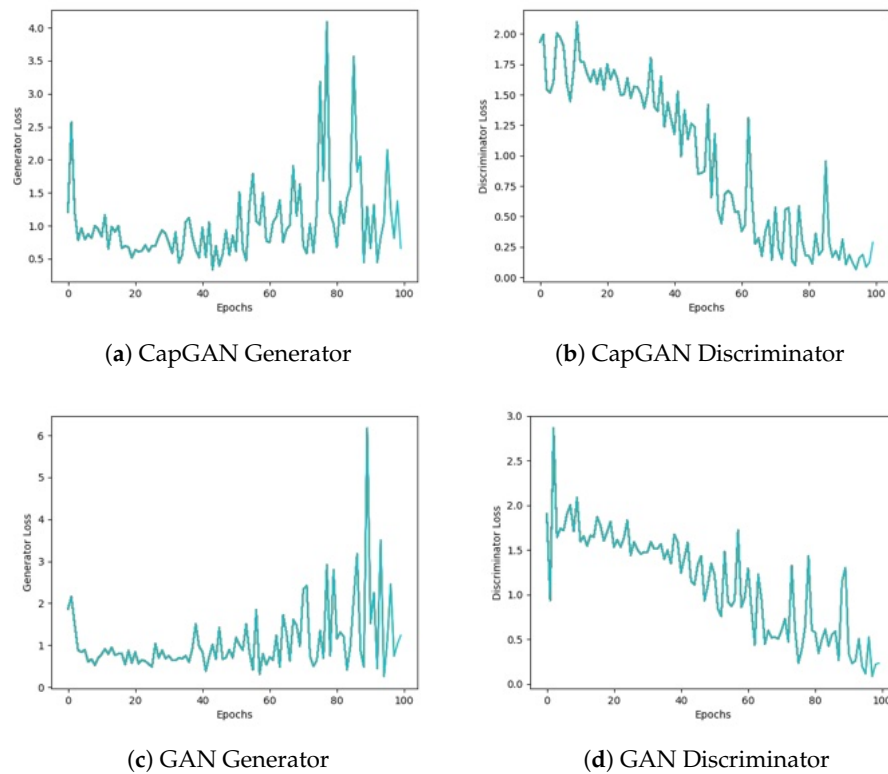 4.0
3.5
3.0
2.5
2.0
1.5
1.0
0.5
Generator Loss
0 20 40 60 80 100
Epochs
(a) CapGAN Generator
2.00
1.75
1.50
1.25
1.00
0.75
0.50
0.25
0.00
Discriminator Loss
0 20 40 60 80 100
Epochs
(b) CapGAN Discriminator
6
5
4
3
2
1
0
Generator Loss
0 20 40 60 80 100
Epochs
(c) GAN Generator
3.0
2.5
2.0
1.5
1.0
0.5
0.0
Discriminator Loss
0 20 40 60 80 100
Epochs
(d) GAN Discriminator